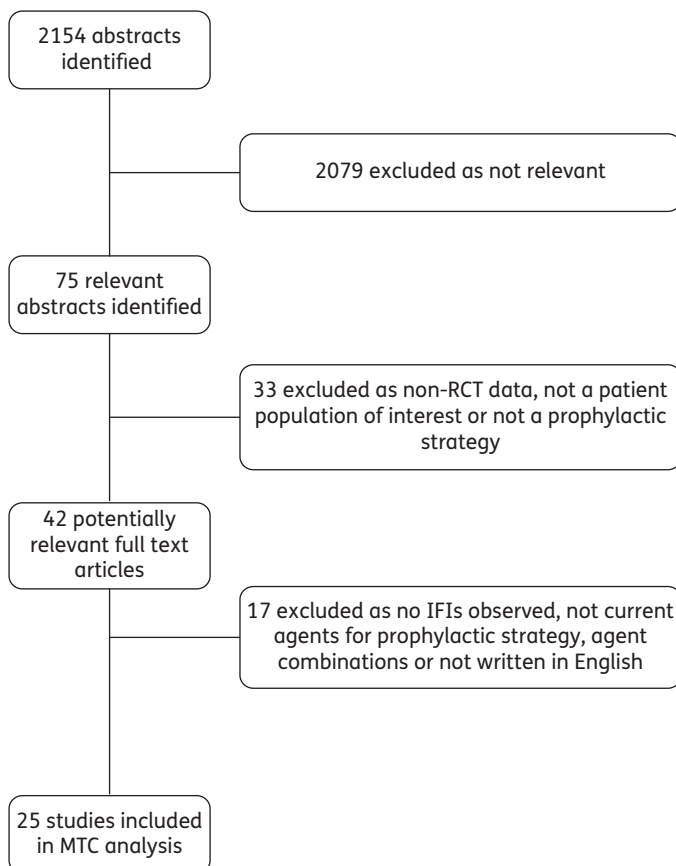 2154 abstracts
identified
2079 excluded as not relevant
75 relevant
abstracts identified
33 excluded as non-RCT data, not a patient
population of interest or not a prophylactic
strategy
42 potentially
relevant full text
articles
17 excluded as no IFIs observed, not current
agents for prophylactic strategy, agent
combinations or not written in English
25 studies included
in MTC analysis